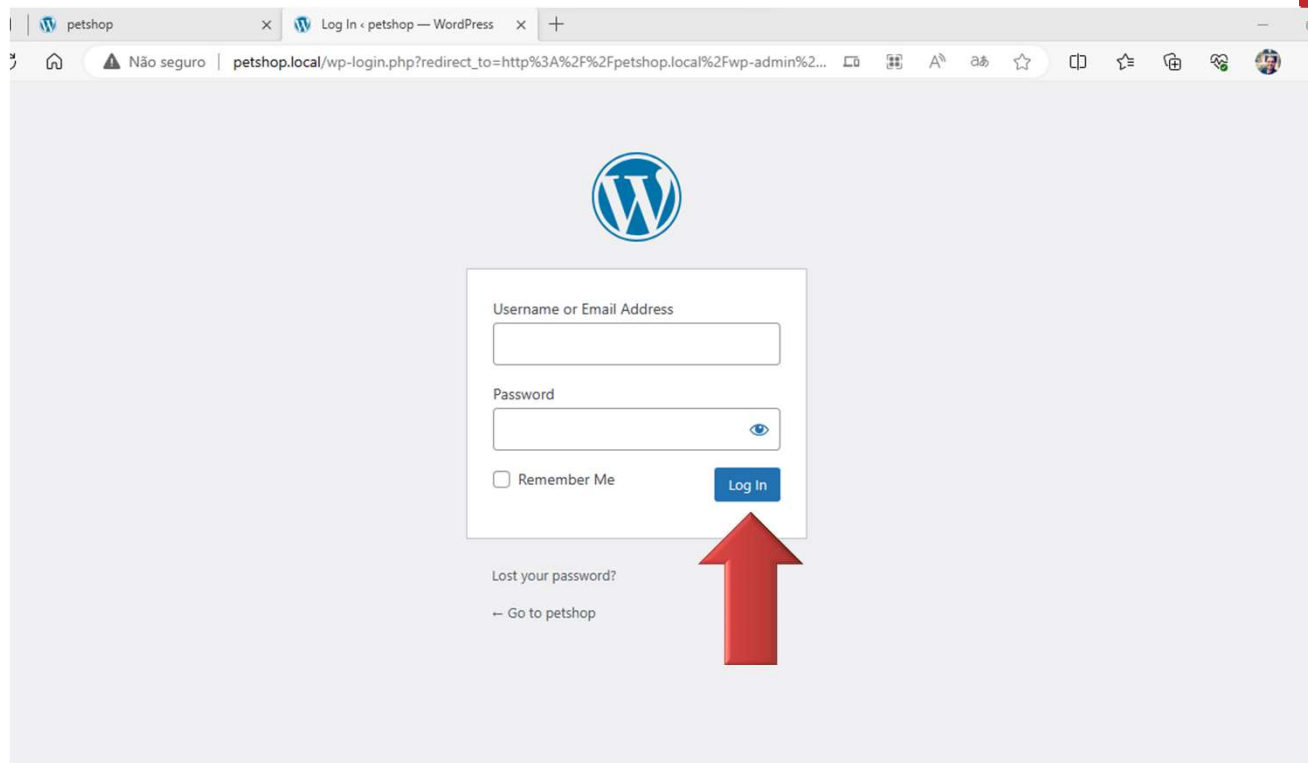 petshop
Log In ‹ petshop — WordPress
Não seguro petshop.local/wp-login.php?redirect_to=http%3A%2F%2Fpetshop.local%2Fwp-admin%2...
Username or Email Address
Password
Remember Me
Log In
Lost your password?
← Go to petshop